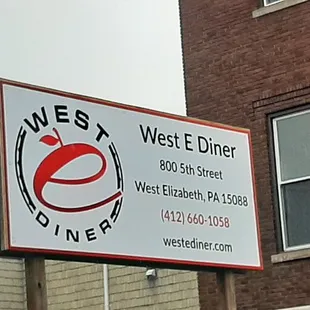 WEST
e
DINER
West E Diner
800 5th Street
West Elizabeth, PA 15088
(412) 660-1058
westediner.com